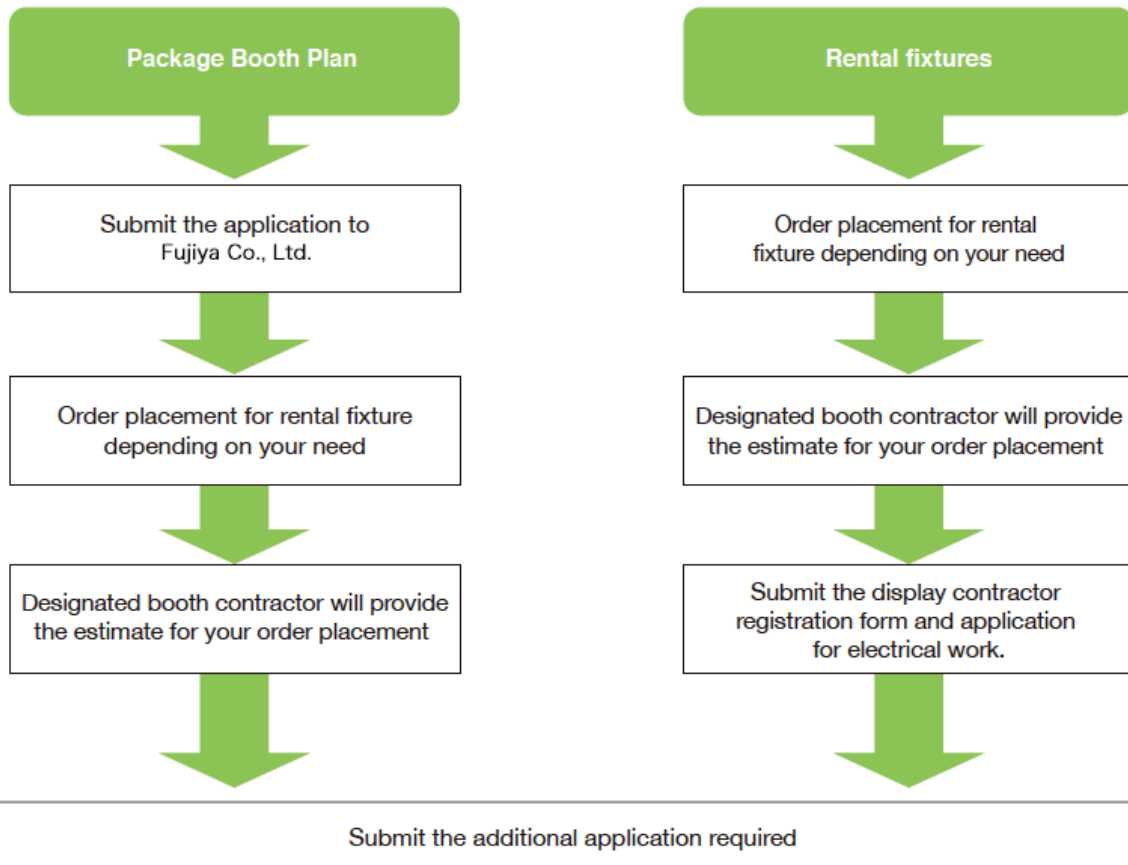 Package Booth Plan
Submit the application to
Fujiya Co., Ltd.
Order placement for rental fixture
depending on your need
Designated booth contractor will provide
the estimate for your order placement
Rental fixtures
Order placement for rental
fixture depending on your need
Designated booth contractor will provide
the estimate for your order placement
Submit the display contractor
registration form and application
for electrical work.
Submit the additional application required